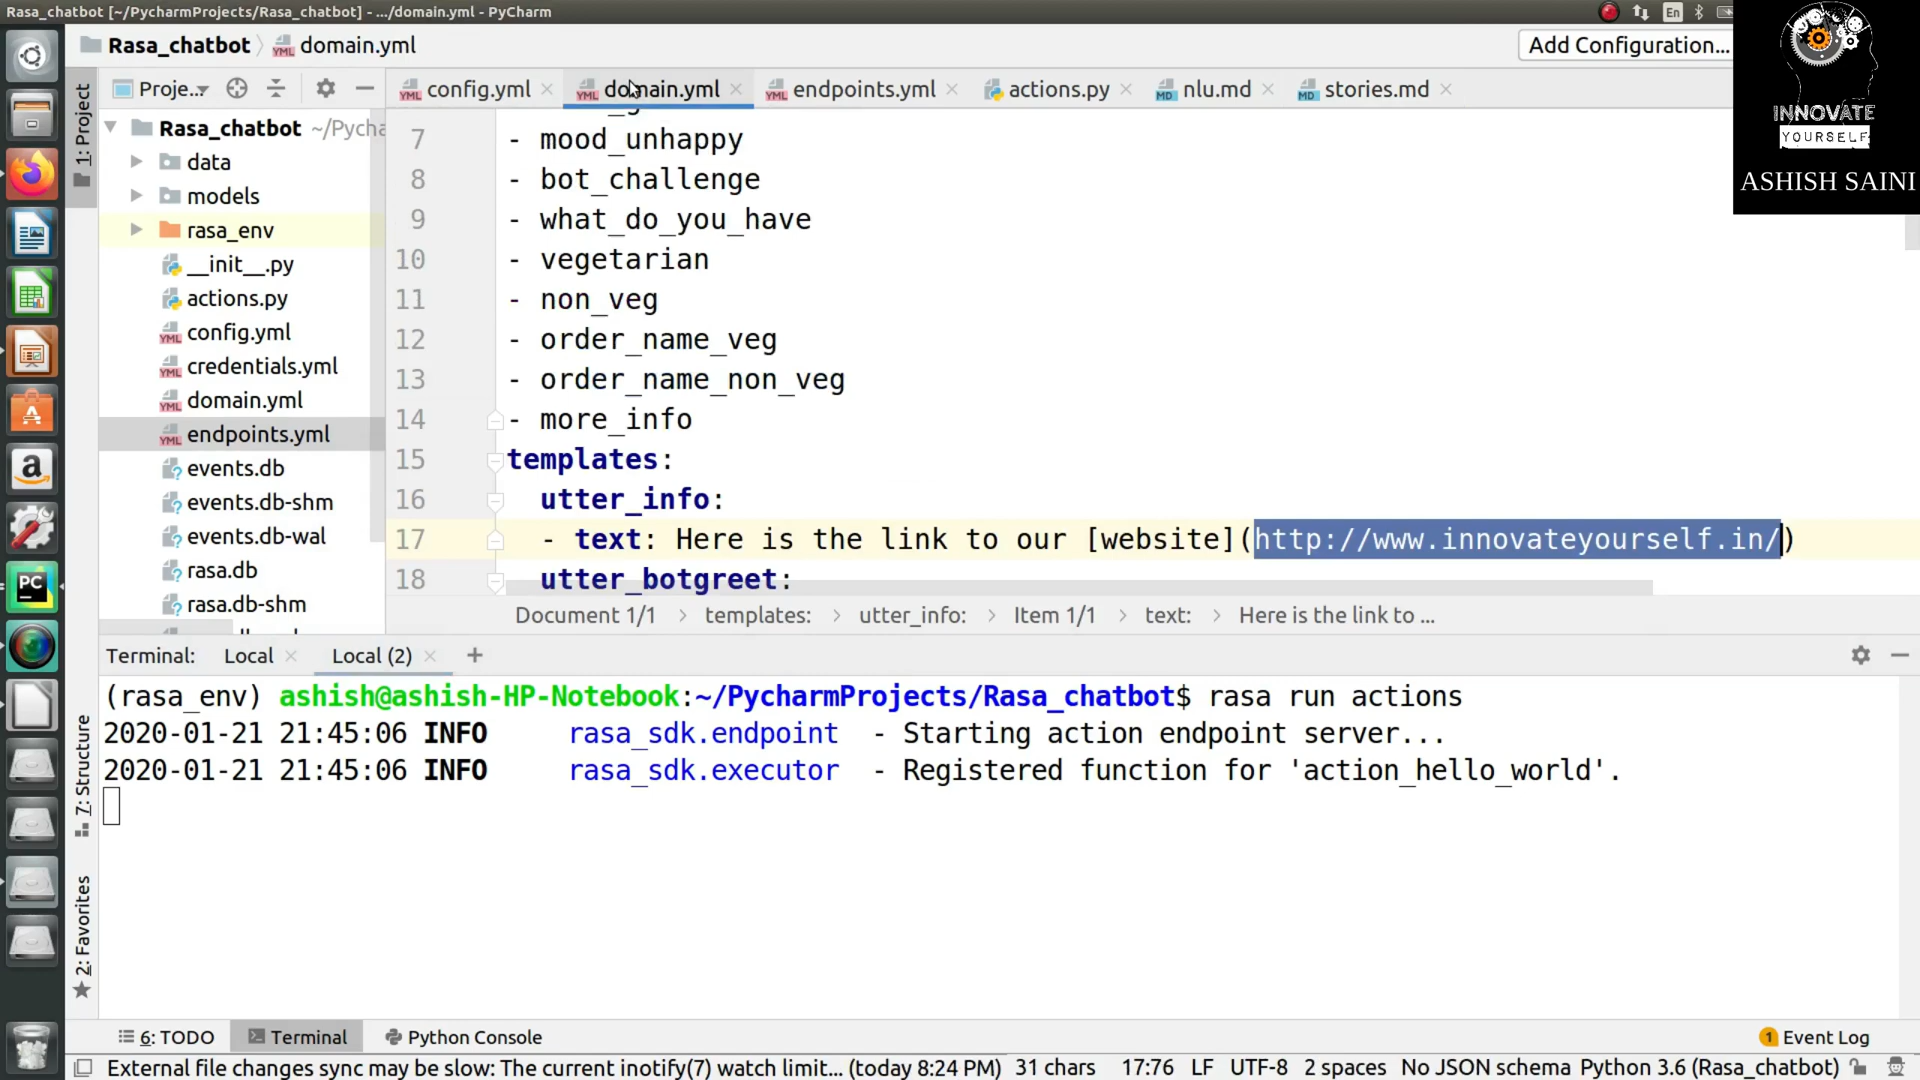 Rasa_chatbot [~/PycharmProjects/Rasa_chatbot] - .../domain.yml - PyCharm
En
Rasa_chatbot
domain.yml
Add Configuration...
Proje...
config.yml
domain.yml
endpoints.yml
actions.py
nlu.md
stories.md
INNOVATE
YOURSELF
ASHISH SAINI
1: Project
7: Structure
2: Favorites
Rasa_chatbot ~/Pycha
data
models
rasa_env
__init__.py
actions.py
config.yml
credentials.yml
domain.yml
endpoints.yml
events.db
events.db-shm
events.db-wal
rasa.db
rasa.db-shm
7 - mood_unhappy
8 - bot_challenge
9 - what_do_you_have
10 - vegetarian
11 - non_veg
12 - order_name_veg
13 - order_name_non_veg
14 - more_info
15 templates:
16 utter_info:
17 - text: Here is the link to our [website](http://www.innovateyourself.in/)
18 utter_botgreet:
Document 1/1 › templates: › utter_info: › Item 1/1 › text: › Here is the link to ...
Terminal: Local Local (2) +
(rasa_env) ashish@ashish-HP-Notebook:~/PycharmProjects/Rasa_chatbot$ rasa run actions
2020-01-21 21:45:06 INFO rasa_sdk.endpoint - Starting action endpoint server...
2020-01-21 21:45:06 INFO rasa_sdk.executor - Registered function for 'action_hello_world'.
6: TODO
Terminal
Python Console
1 Event Log
External file changes sync may be slow: The current inotify(7) watch limit... (today 8:24 PM)
31 chars 17:76 LF UTF-8 2 spaces No JSON schema Python 3.6 (Rasa_chatbot)